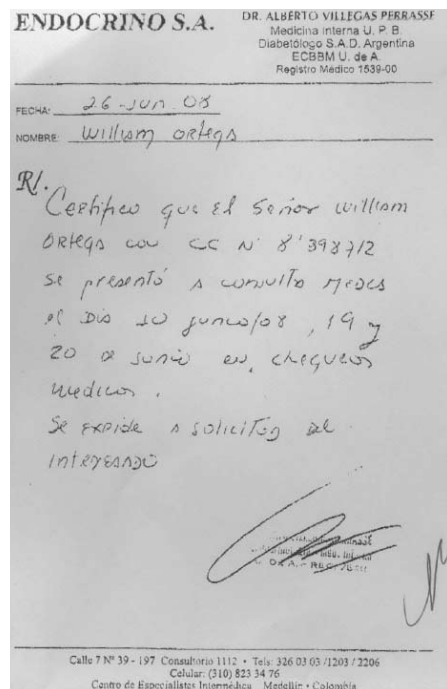 ENDOCRINO S.A.
DR. ALBERTO VILLEGAS PERRASSE
Medicina Interna U. P. B.
Diabetólogo S.A.D. Argentina
ECBBM U. de A.
Registro Médico 1539-00
FECHA: 26-Jun-08
NOMBRE: William Ortega
R/.
Certifico que el Señor William
Ortega con CC Nº 8'398712
se presentó a consulta
el Día 10 /08, 19 y
20 de Junio en chequeos
medicos.
Se expide a solicitud del
interesado
Calle 7 Nº 39 - 197 Consultorio 1112 • Tels: 326 03 03 /1203 / 2206
Celular: (310) 823 34 76
Centro de Especialistas Intermédica Medellín • Colombia